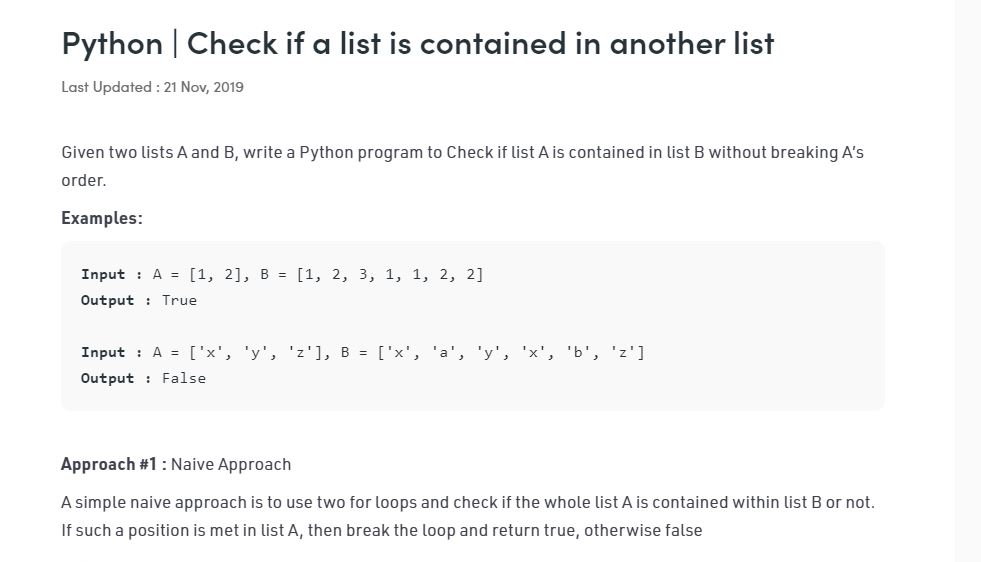 Python | Check if a list is contained in another list
Last Updated : 21 Nov, 2019
Given two lists A and B, write a Python program to Check if list A is contained in list B without breaking A’s
order.
Examples:
Input : A = [1, 2], B = [1, 2, 3, 1, 1, 2, 2]
Output : True
Input : A = ['x', 'y', 'z'], B = ['x', 'a', 'y', 'x', 'b', 'z']
Output : False
Approach #1 : Naive Approach
A simple naive approach is to use two for loops and check if the whole list A is contained within list B or not.
If such a position is met in list A, then break the loop and return true, otherwise false